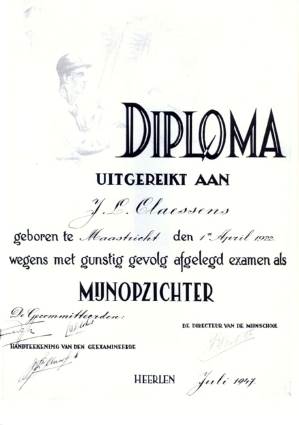 DIPLOMA
UITGEREIKT AAN
J. L. Claessens
geboren te Maastricht den 1e April 1922
wegens met gunstig gevolg afgelegd examen als
MIJNOPZICHTER
De Gecommitteerden:
DE DIRECTEUR VAN DE MIJNSCHOOL
HANDTEEKENING VAN DEN GEEXAMINEERDE
HEERLEN Juli 1947.